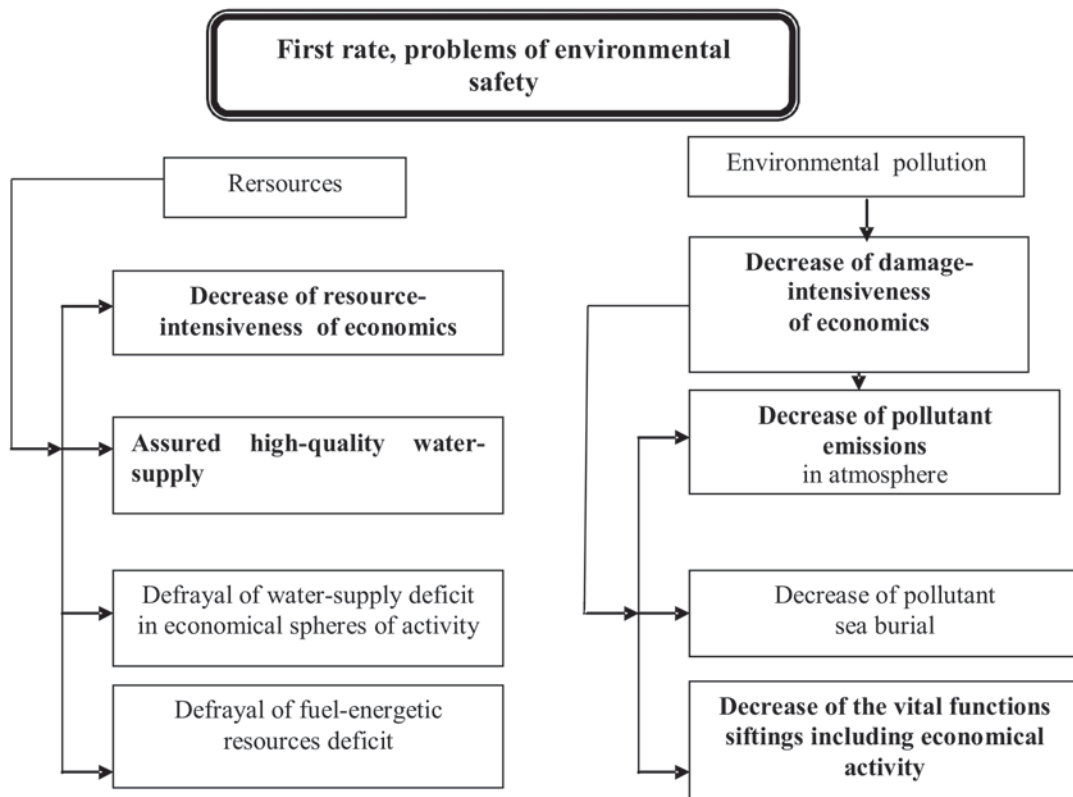 First rate, problems of environmental
safety
Rersources
Decrease of resource-
intensiveness of economics
Assured high-quality water-
supply
Defrayal of water-supply deficit
in economical spheres of activity
Defrayal of fuel-energetic
resources deficit
Environmental pollution
Decrease of damage-
intensiveness
of economics
Decrease of pollutant
emissions
in atmosphere
Decrease of pollutant
sea burial
Decrease of the vital functions
siftings including economical
activity